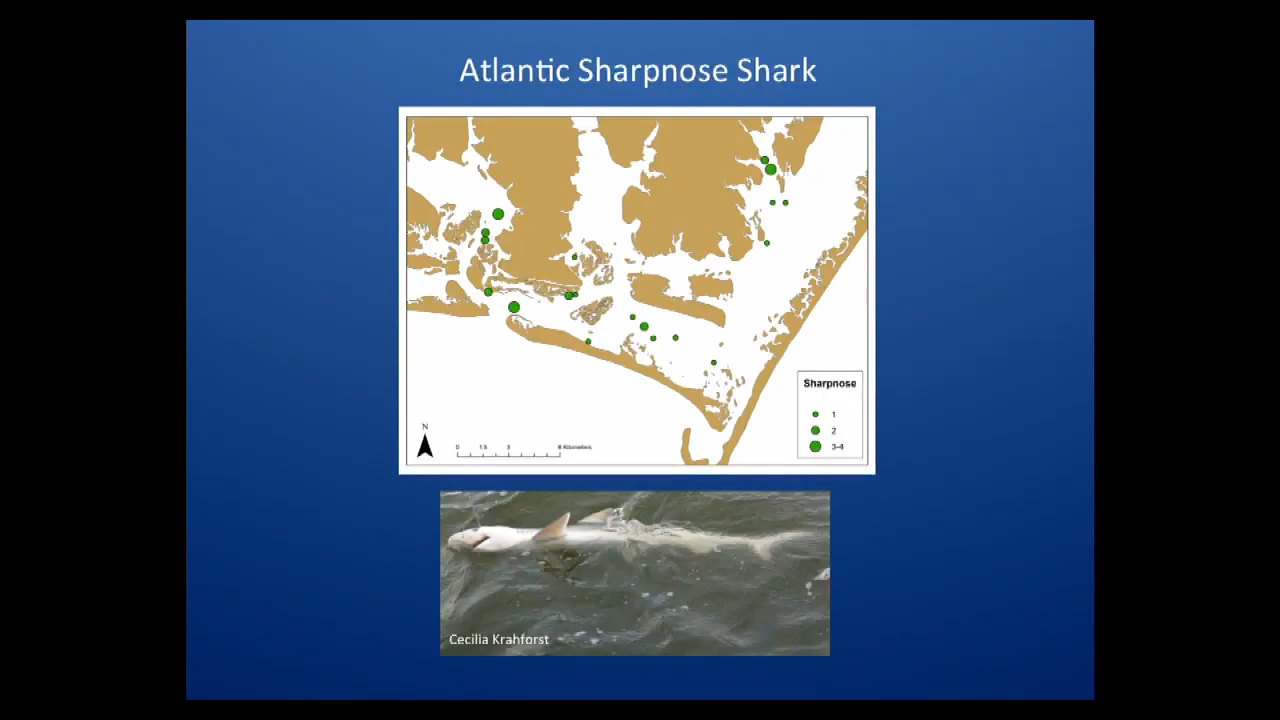 Atlantic Sharpnose Shark
Sharpnose
1
2
3-4
N
0 1.5 3 6 Kilometers
Cecilia Krahforst